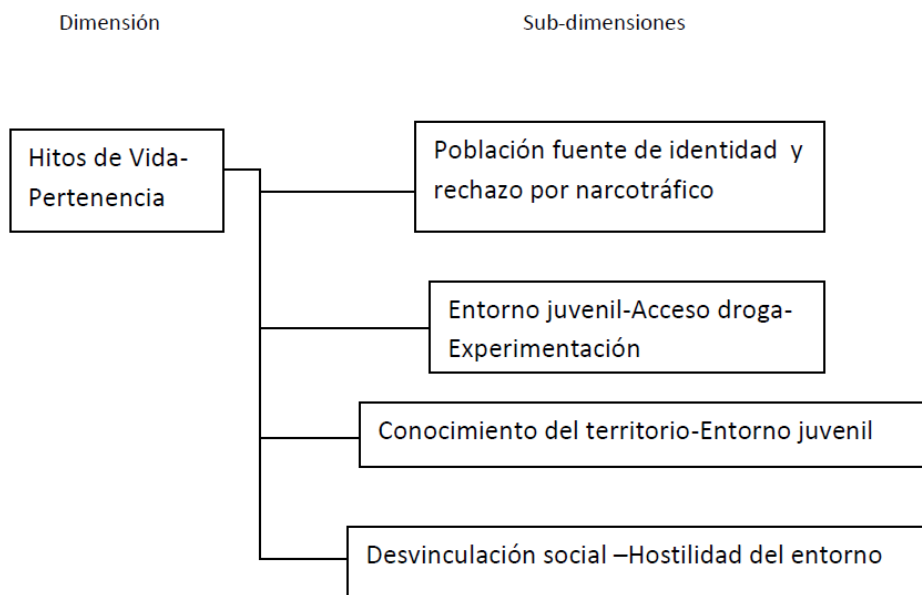 Dimensión
Sub-dimensiones
Hitos de Vida-
Pertenencia
Población fuente de identidad y
rechazo por narcotráfico
Entorno juvenil-Acceso droga-
Experimentación
Conocimiento del territorio-Entorno juvenil
Desvinculación social –Hostilidad del entorno